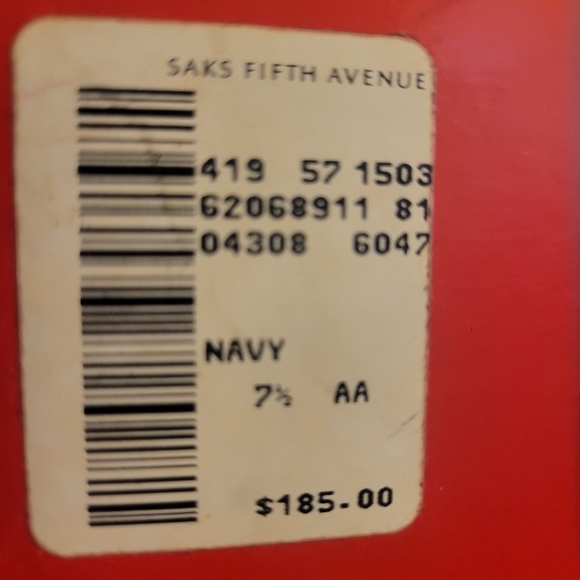 SAKS FIFTH AVENUE
419 57 1503
62068911 81
04308 6047
NAVY
7½ AA
$185.00